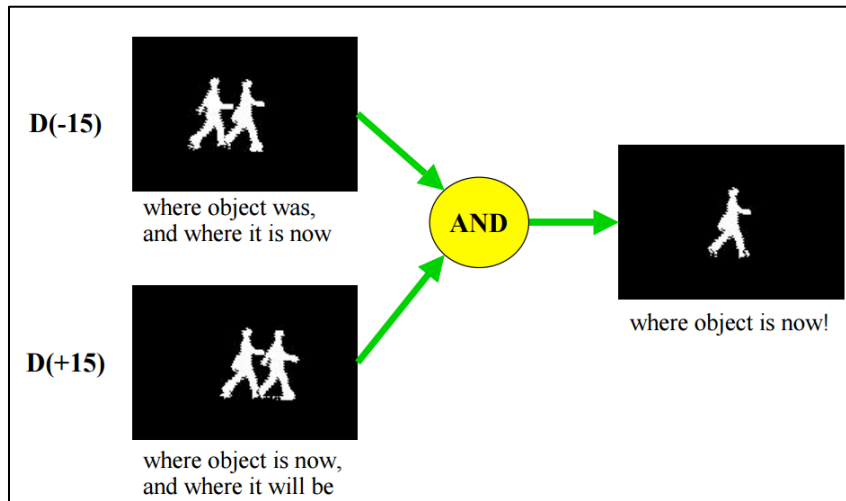 D(-15)
where object was,
and where it is now
AND
where object is now!
D(+15)
where object is now,
and where it will be